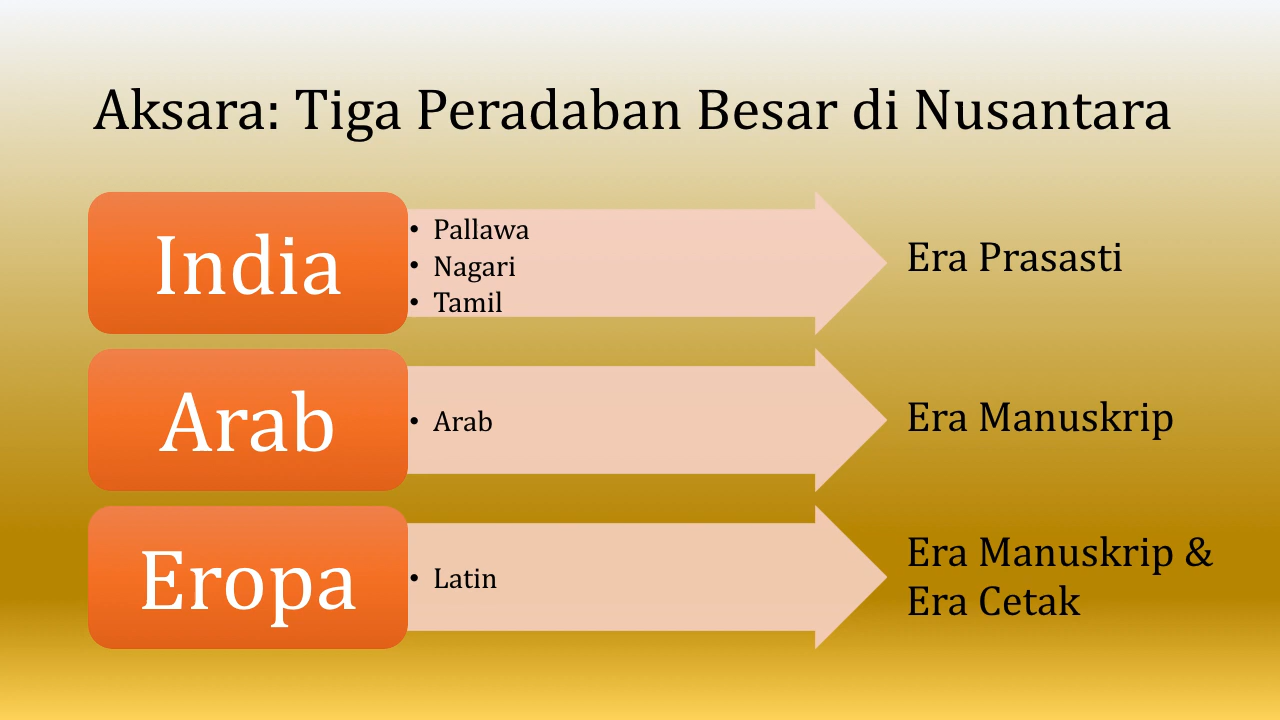 Aksara: Tiga Peradaban Besar di Nusantara
India
• Pallawa
• Nagari
• Tamil
Era Prasasti
Arab
• Arab
Era Manuskrip
Eropa
• Latin
Era Manuskrip &
Era Cetak